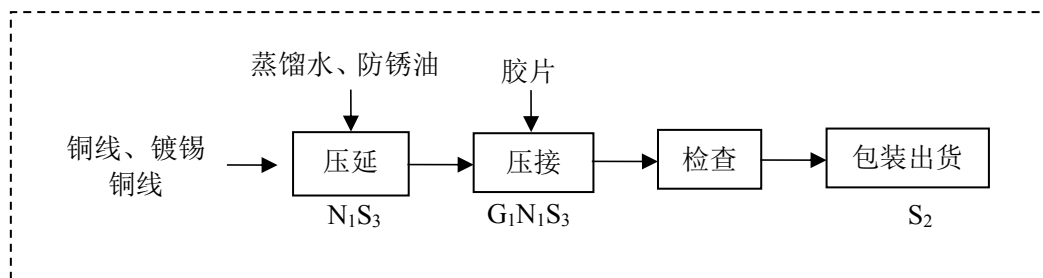 蒸馏水、防锈油
胶片
铜线、镀锡
铜线
压延
压接
检查
包装出货
N₁S₃
G₁N₁S₃
S₂